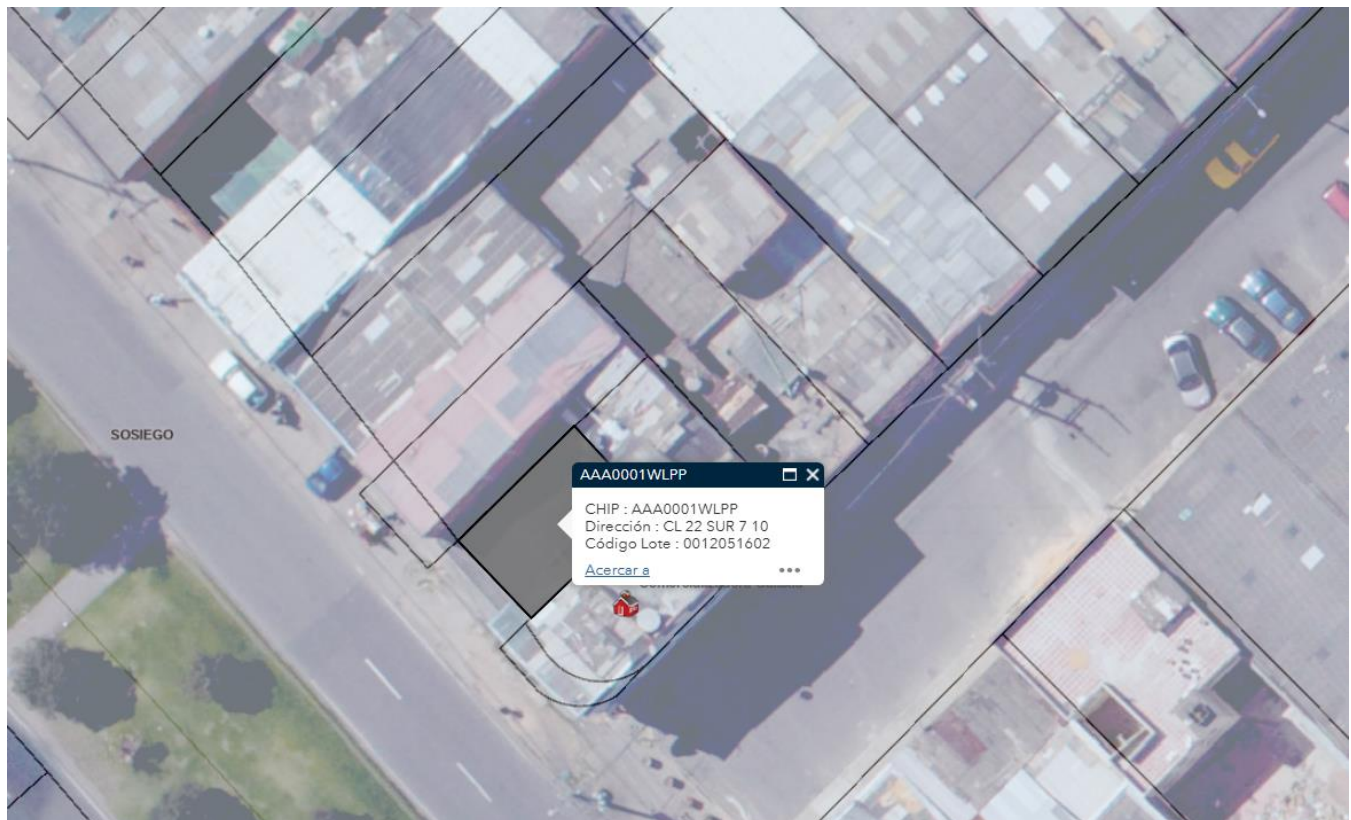 SOSIEGO
AAA0001WLPP
CHIP : AAA0001WLPP
Dirección : CL 22 SUR 7 10
Código Lote : 0012051602
Acercar a